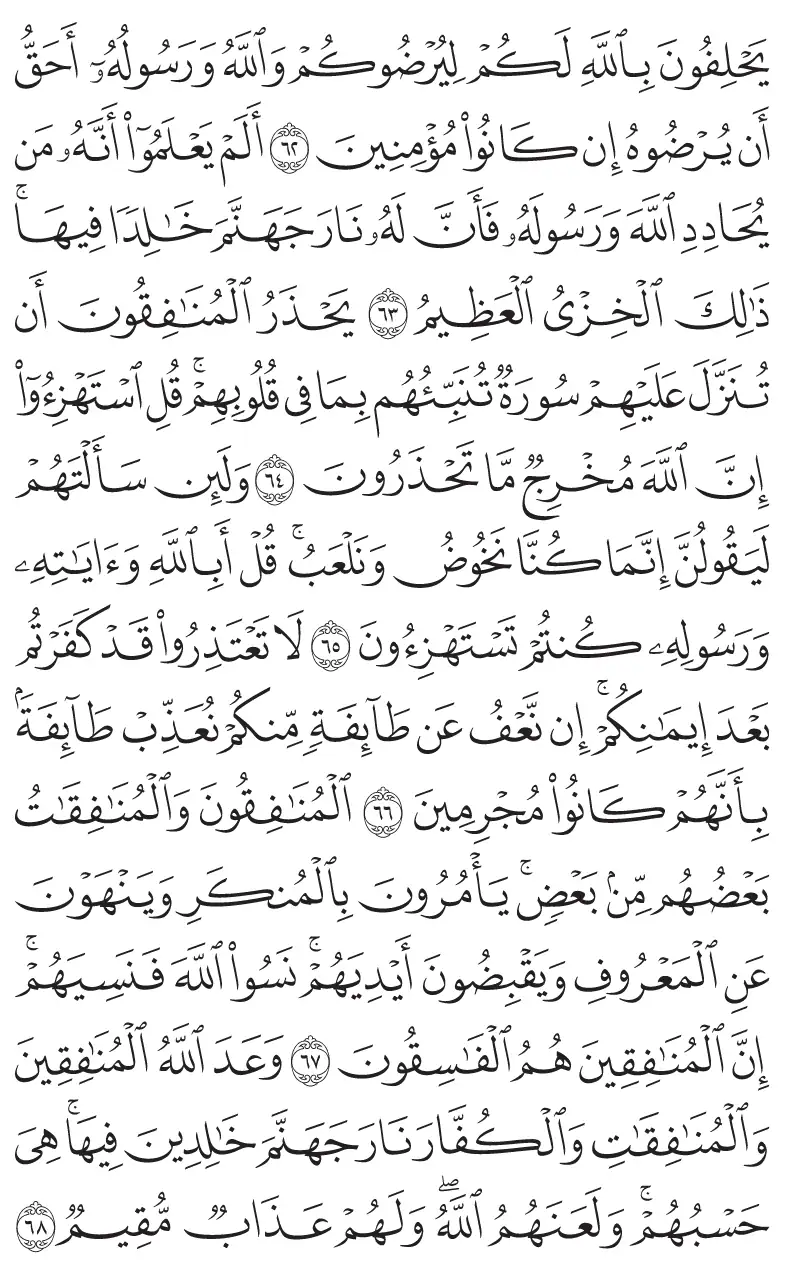 يَحۡلِفُونَ بِٱللَّهِ لَكُمۡ لِيُرۡضُوكُمۡ وَٱللَّهُ وَرَسُولُهُۥٓ أَحَقُّ
أَن يُرۡضُوهُ إِن كَانُواْ مُؤۡمِنِينَ ٦٢ أَلَمۡ يَعۡلَمُوٓاْ أَنَّهُۥ مَن
يُحَادِدِ ٱللَّهَ وَرَسُولَهُۥ فَأَنَّ لَهُۥ نَارَ جَهَنَّمَ خَٰلِدٗا فِيهَاۚ
ذَٰلِكَ ٱلۡخِزۡيُ ٱلۡعَظِيمُ ٦٣ يَحۡذَرُ ٱلۡمُنَٰفِقُونَ أَن
تُنَزَّلَ عَلَيۡهِمۡ سُورَةٞ تُنَبِّئُهُم بِمَا فِي قُلُوبِهِمۡۚ قُلِ ٱسۡتَهۡزِءُوٓاْ
إِنَّ ٱللَّهَ مُخۡرِجٞ مَّا تَحۡذَرُونَ ٦٤ وَلَئِن سَأَلۡتَهُمۡ
لَيَقُولُنَّ إِنَّمَا كُنَّا نَخُوضُ وَنَلۡعَبُۚ قُلۡ أَبِٱللَّهِ وَءَايَٰتِهِۦ
وَرَسُولِهِۦ كُنتُمۡ تَسۡتَهۡزِءُونَ ٦٥ لَا تَعۡتَذِرُواْ قَدۡ كَفَرۡتُم
بَعۡدَ إِيمَٰنِكُمۡۚ إِن نَّعۡفُ عَن طَآئِفَةٖ مِّنكُمۡ نُعَذِّبۡ طَآئِفَةَۢ
بِأَنَّهُمۡ كَانُواْ مُجۡرِمِينَ ٦٦ ٱلۡمُنَٰفِقُونَ وَٱلۡمُنَٰفِقَٰتُ
بَعۡضُهُم مِّنۢ بَعۡضٖۚ يَأۡمُرُونَ بِٱلۡمُنكَرِ وَيَنۡهَوۡنَ
عَنِ ٱلۡمَعۡرُوفِ وَيَقۡبِضُونَ أَيۡدِيَهُمۡۚ نَسُواْ ٱللَّهَ فَنَسِيَهُمۡۚ
إِنَّ ٱلۡمُنَٰفِقِينَ هُمُ ٱلۡفَٰسِقُونَ ٦٧ وَعَدَ ٱللَّهُ ٱلۡمُنَٰفِقِينَ
وَٱلۡمُنَٰفِقَٰتِ وَٱلۡكُفَّارَ نَارَ جَهَنَّمَ خَٰلِدِينَ فِيهَاۚ هِيَ
حَسۡبُهُمۡۚ وَلَعَنَهُمُ ٱللَّهُۖ وَلَهُمۡ عَذَابٞ مُّقِيمٞ ٦٨